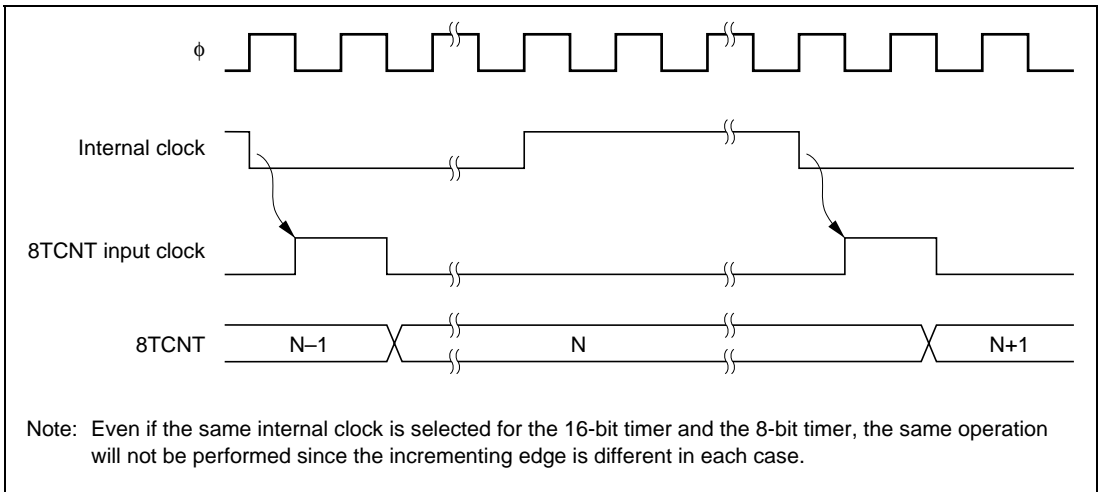 ϕ
Internal clock
8TCNT input clock
8TCNT
N–1
N
N+1
Note: Even if the same internal clock is selected for the 16-bit timer and the 8-bit timer, the same operation
will not be performed since the incrementing edge is different in each case.